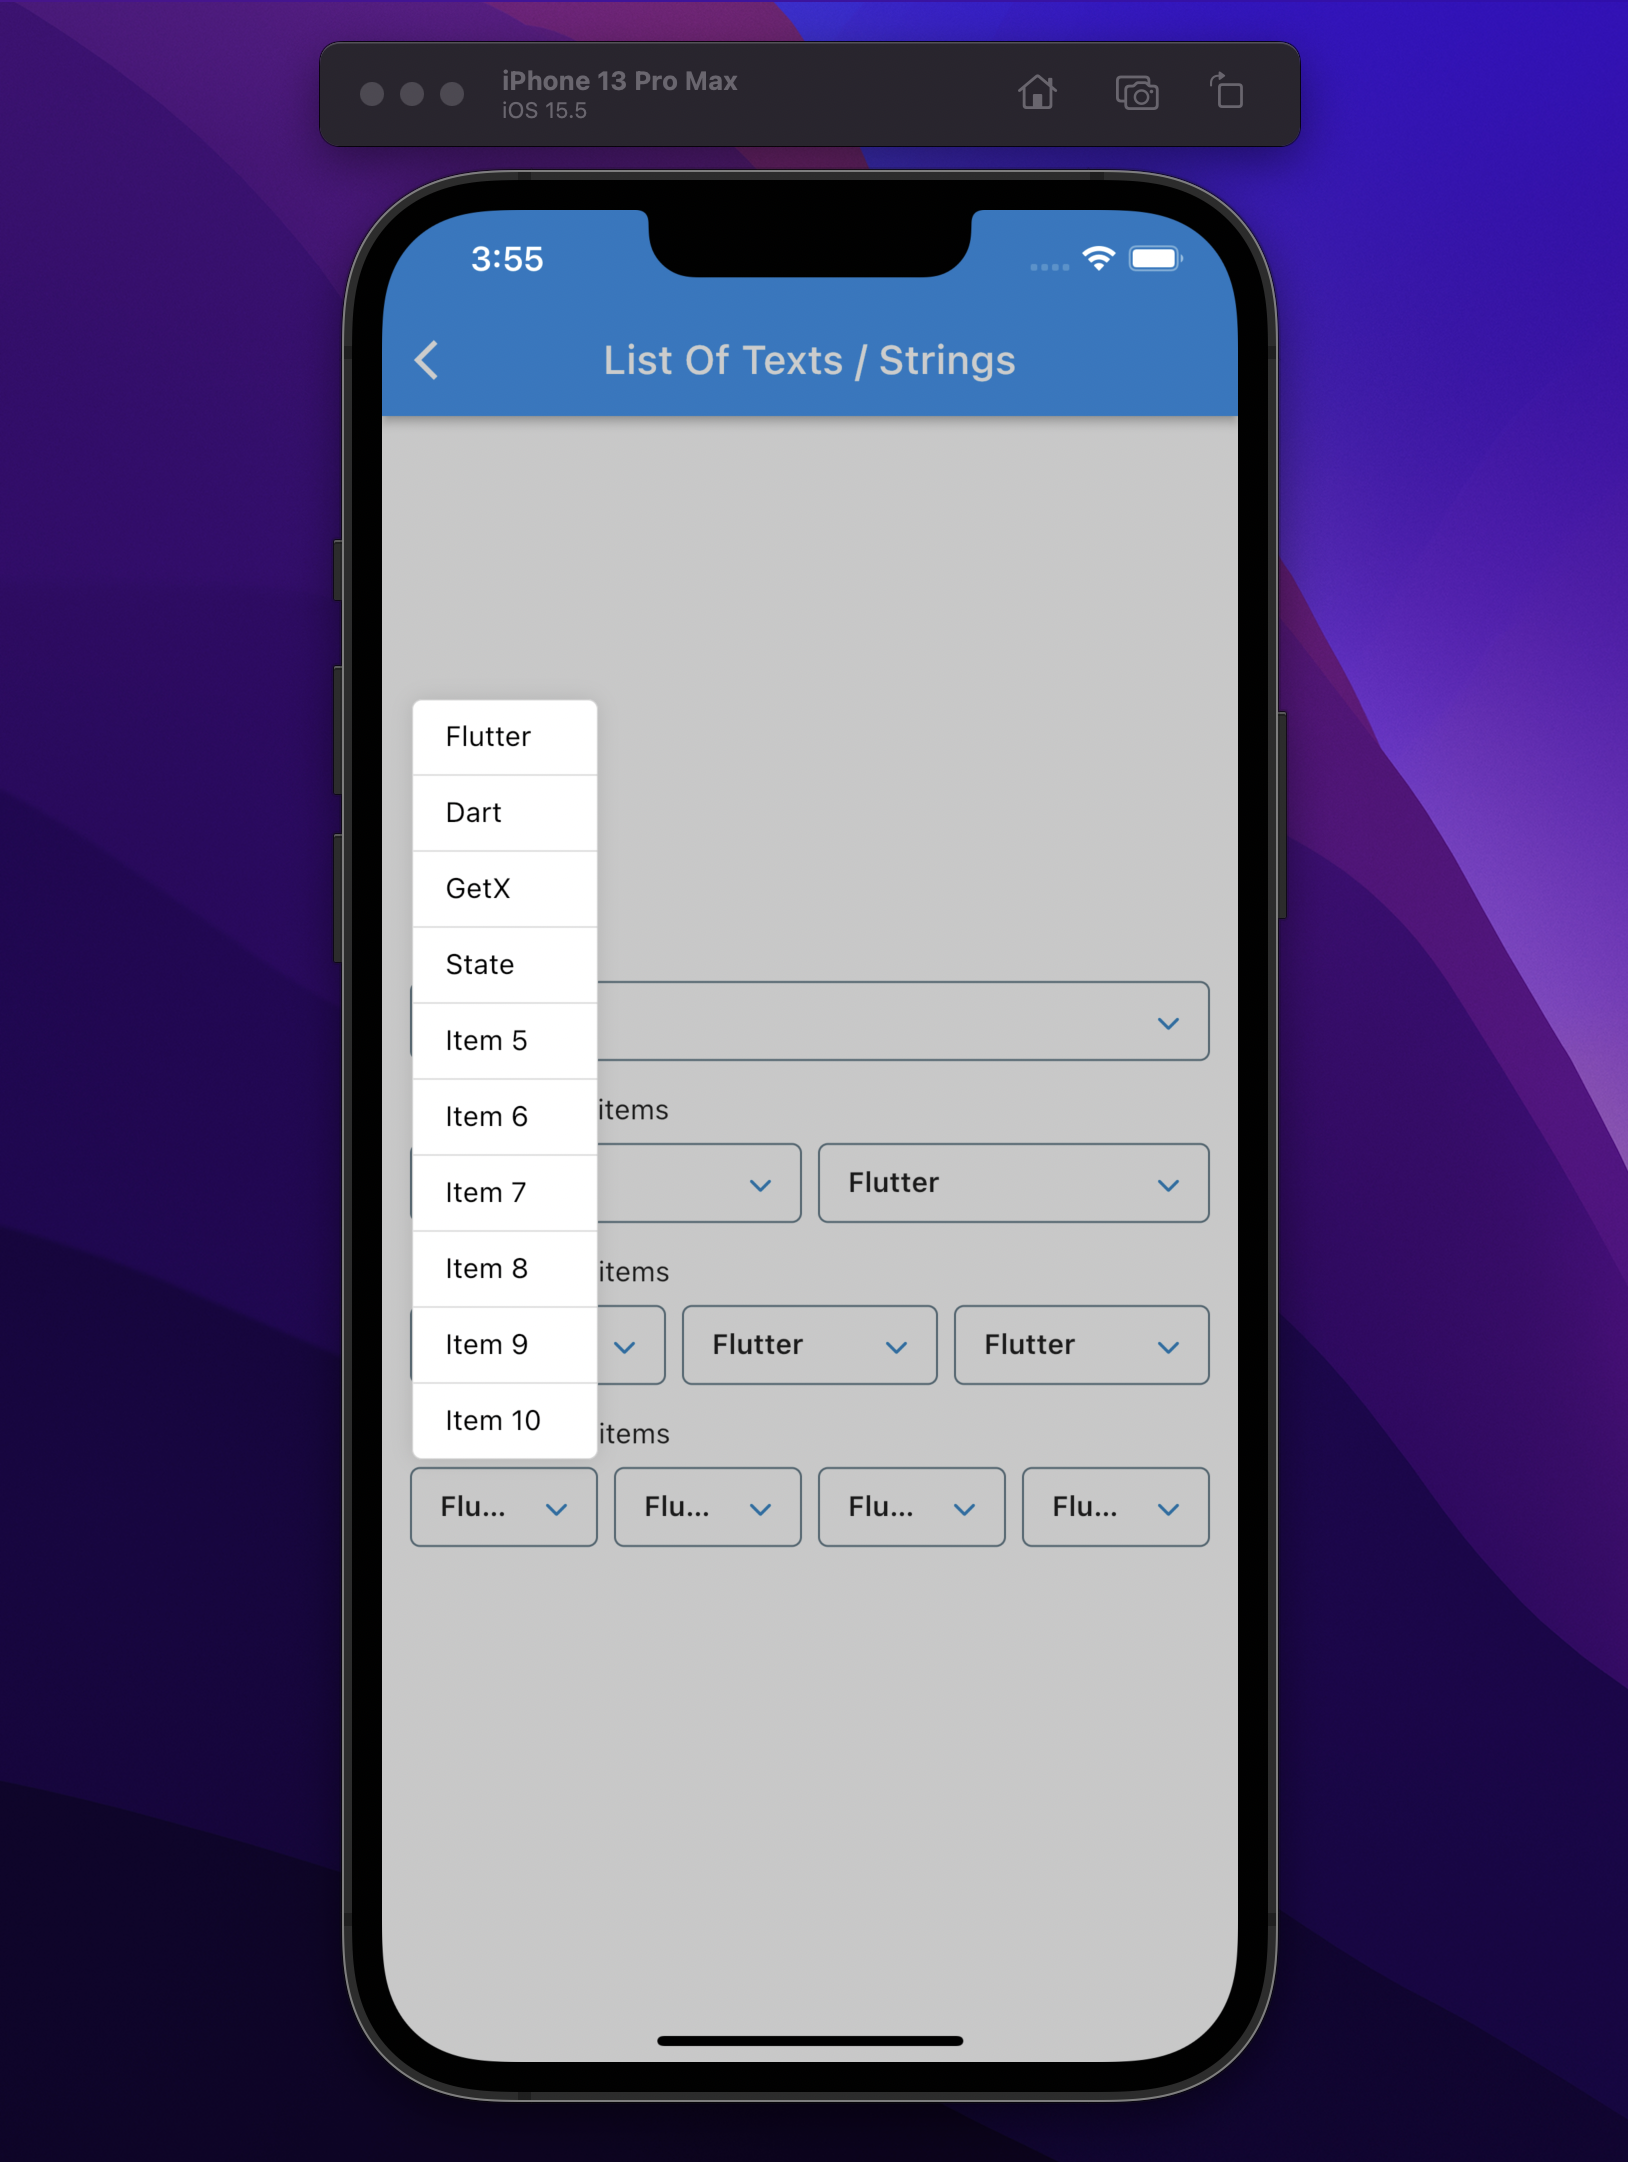 iPhone 13 Pro Max
iOS 15.5
3:55
List Of Texts / Strings
Flutter
Dart
GetX
State
Item 5
Item 6
Item 7
Item 8
Item 9
Item 10
items
Flutter
items
Flutter
Flutter
items
Flu...
Flu...
Flu...
Flu...